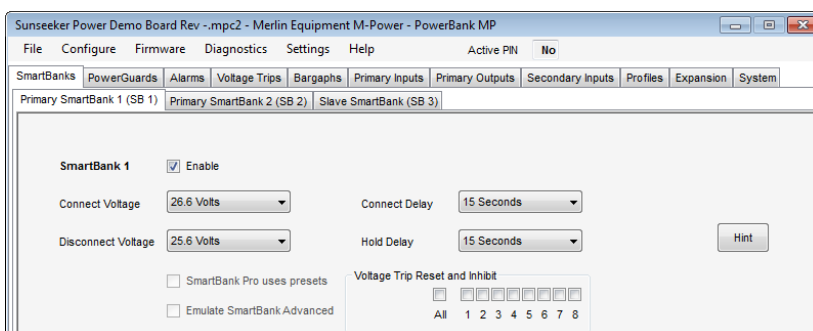 Sunseeker Power Demo Board Rev -.mpc2 - Merlin Equipment M-Power - PowerBank MP
File Configure Firmware Diagnostics Settings Help Active PIN No
SmartBanks PowerGuards Alarms Voltage Trips Bargaphs Primary Inputs Primary Outputs Secondary Inputs Profiles Expansion System
Primary SmartBank 1 (SB 1) Primary SmartBank 2 (SB 2) Slave SmartBank (SB 3)
SmartBank 1 Enable
Connect Voltage 26.6 Volts Connect Delay 15 Seconds
Disconnect Voltage 25.6 Volts Hold Delay 15 Seconds Hint
SmartBank Pro uses presets Voltage Trip Reset and Inhibit
Emulate SmartBank Advanced All 1 2 3 4 5 6 7 8